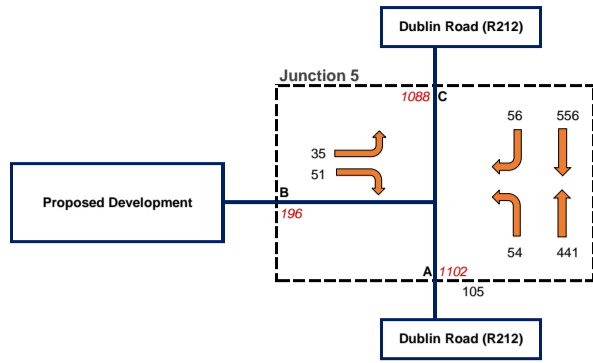 Dublin Road (R212)
Junction 5
1088 C
56 556
35
51
Proposed Development
B
196
54 441
A 1102
105
Dublin Road (R212)